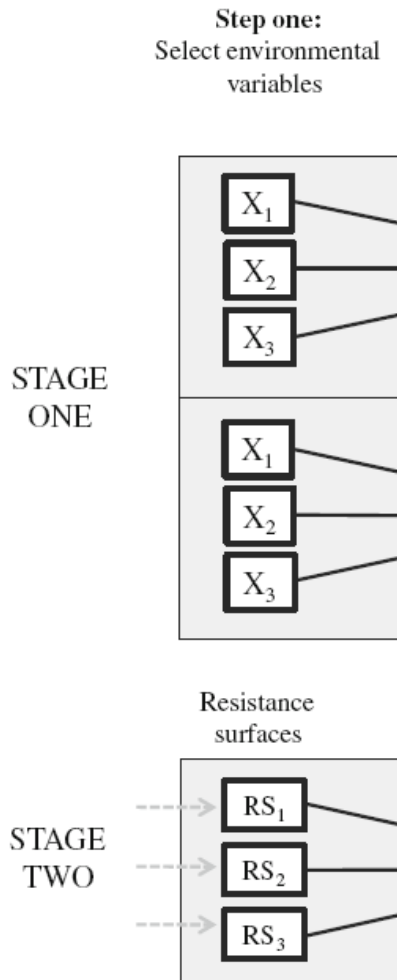 Step one:
Select environmental
variables
STAGE
ONE
X₁
X₂
X₃
X₁
X₂
X₃
Resistance
surfaces
STAGE
TWO
RS₁
RS₂
RS₃